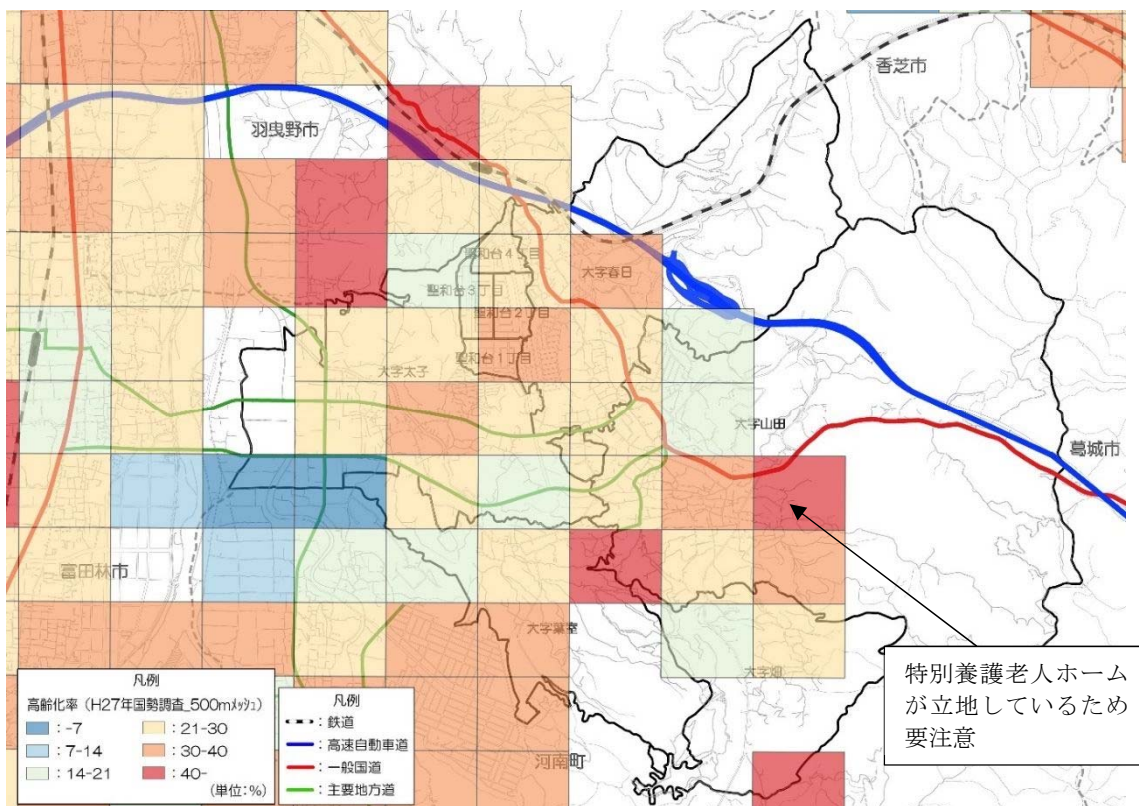 香芝市
羽曳野市
聖和台４丁目
大字春日
聖和台３丁目
聖和台２丁目
聖和台１丁目
大字太子
大字山田
葛城市
富田林市
大字葉室
大字畑
河南町
特別養護老人ホーム
が立地しているため
要注意
凡例
高齢化率（H27年国勢調査_500mメッシュ）
：-7
：21-30
：7-14
：30-40
：14-21
：40-
（単位：％）
凡例
：鉄道
：高速自動車道
：一般国道
：主要地方道